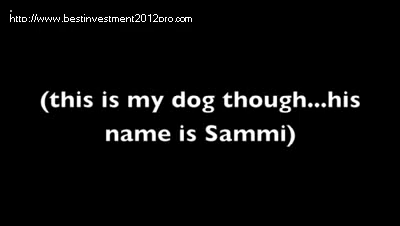 http://www.bestinvestment2012pro.com
(this is my dog though...his
name is Sammi)